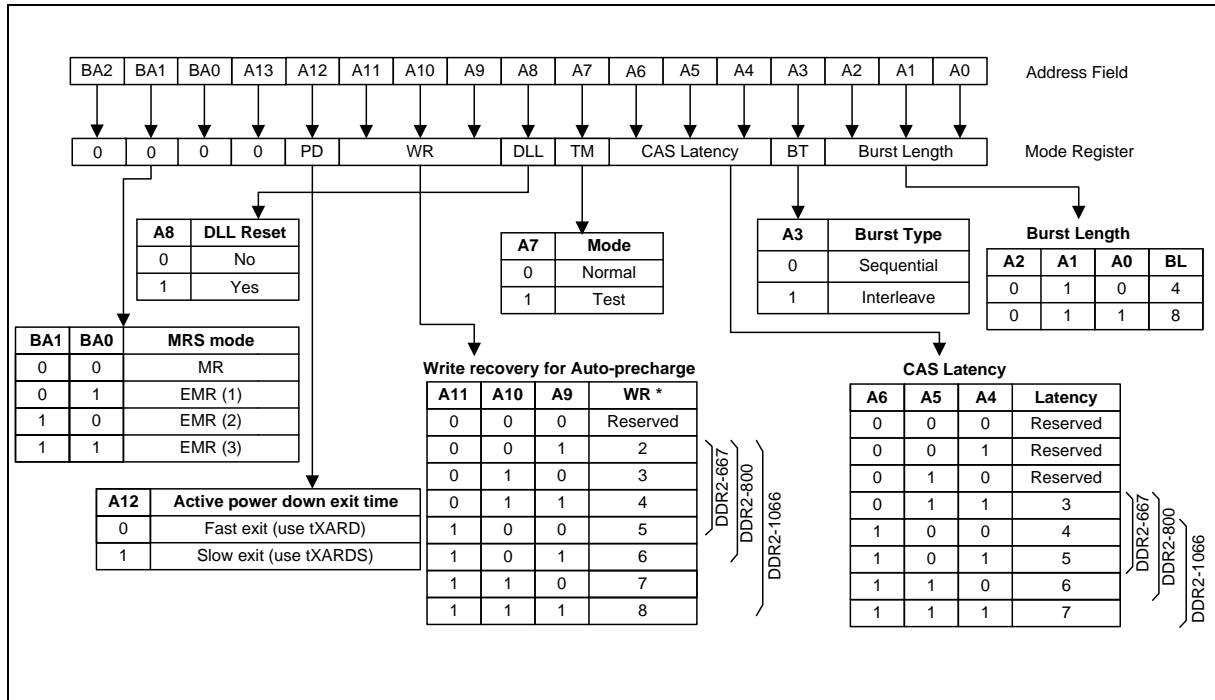 BA2 BA1 BA0 A13 A12 A11 A10 A9 A8 A7 A6 A5 A4 A3 A2 A1 A0 Address Field
0 0 0 0 PD WR DLL TM CAS Latency BT Burst Length Mode Register
A8 DLL Reset
0 No
1 Yes
A7 Mode
0 Normal
1 Test
A3 Burst Type
0 Sequential
1 Interleave
Burst Length
A2 A1 A0 BL
0 1 0 4
0 1 1 8
BA1 BA0 MRS mode
0 0 MR
0 1 EMR (1)
1 0 EMR (2)
1 1 EMR (3)
A12 Active power down exit time
0 Fast exit (use tXARD)
1 Slow exit (use tXARDS)
Write recovery for Auto-precharge
A11 A10 A9 WR *
0 0 0 Reserved
0 0 1 2
0 1 0 3
0 1 1 4
1 0 0 5
1 0 1 6
1 1 0 7
1 1 1 8
DDR2-667
DDR2-800
DDR2-1066
CAS Latency
A6 A5 A4 Latency
0 0 0 Reserved
0 0 1 Reserved
0 1 0 Reserved
0 1 1 3
1 0 0 4
1 0 1 5
1 1 0 6
1 1 1 7
DDR2-667
DDR2-800
DDR2-1066